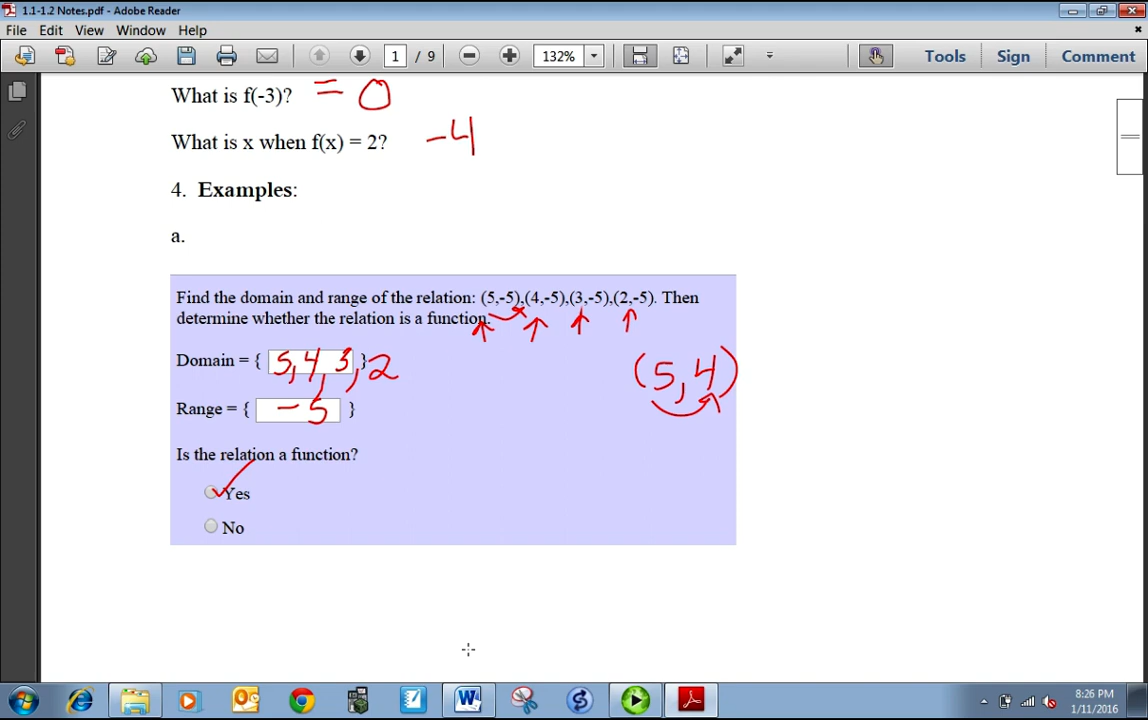 1.1-1.2 Notes.pdf - Adobe Reader
File Edit View Window Help
1 / 9 132% Tools Sign Comment
What is f(-3)? = 0
What is x when f(x) = 2? -4
4. Examples:
a.
Find the domain and range of the relation: (5,-5),(4,-5),(3,-5),(2,-5). Then
determine whether the relation is a function.
Domain = { 5, 4, 3, } 2
(5, 4)
Range = { -5 }
Is the relation a function?
Yes
No
8:26 PM
1/11/2016